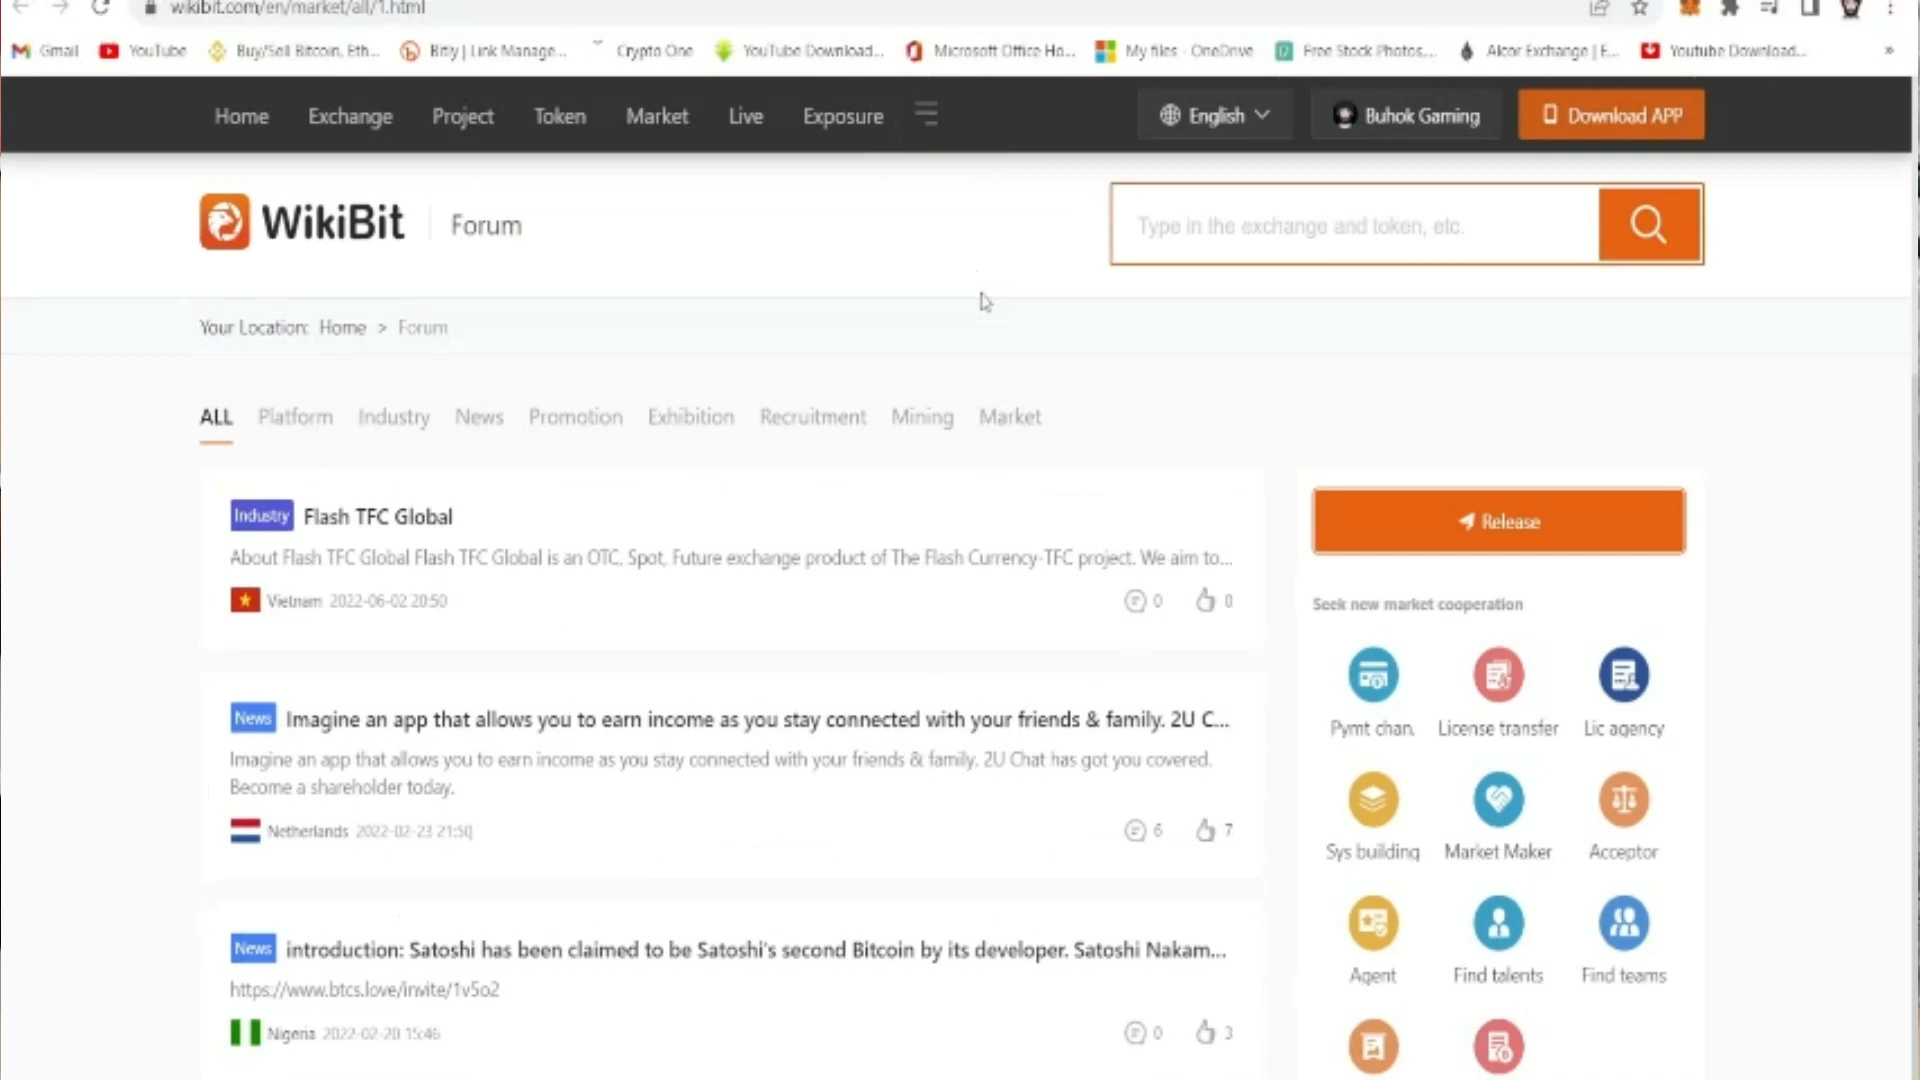 wikibit.com/en/market/all/1.html
Gmail YouTube Buy/Sell Bitcoin, Eth... Bitly | Link Manage... Crypto One YouTube Download... Microsoft Office Ho... My files - OneDrive Free Stock Photos,... Alcor Exchange | E... Youtube Download... »
Home Exchange Project Token Market Live Exposure English Buhok Gaming Download APP
WikiBit Forum Type in the exchange and token, etc.
Your Location: Home > Forum
ALL Platform Industry News Promotion Exhibition Recruitment Mining Market
Industry Flash TFC Global
About Flash TFC Global Flash TFC Global is an OTC, Spot, Future exchange product of The Flash Currency-TFC project. We aim to...
Vietnam 2022-06-02 20:50 0 0
News Imagine an app that allows you to earn income as you stay connected with your friends & family. 2U C...
Imagine an app that allows you to earn income as you stay connected with your friends & family. 2U Chat has got you covered.
Become a shareholder today.
Netherlands 2022-02-23 21:50 6 7
News introduction: Satoshi has been claimed to be Satoshi's second Bitcoin by its developer. Satoshi Nakam...
https://www.btcs.love/invite/1v5o2
Nigeria 2022-02-20 15:46 0 3
Release
Seek new market cooperation
Pymt chan. License transfer Lic agency
Sys building Market Maker Acceptor
Agent Find talents Find teams